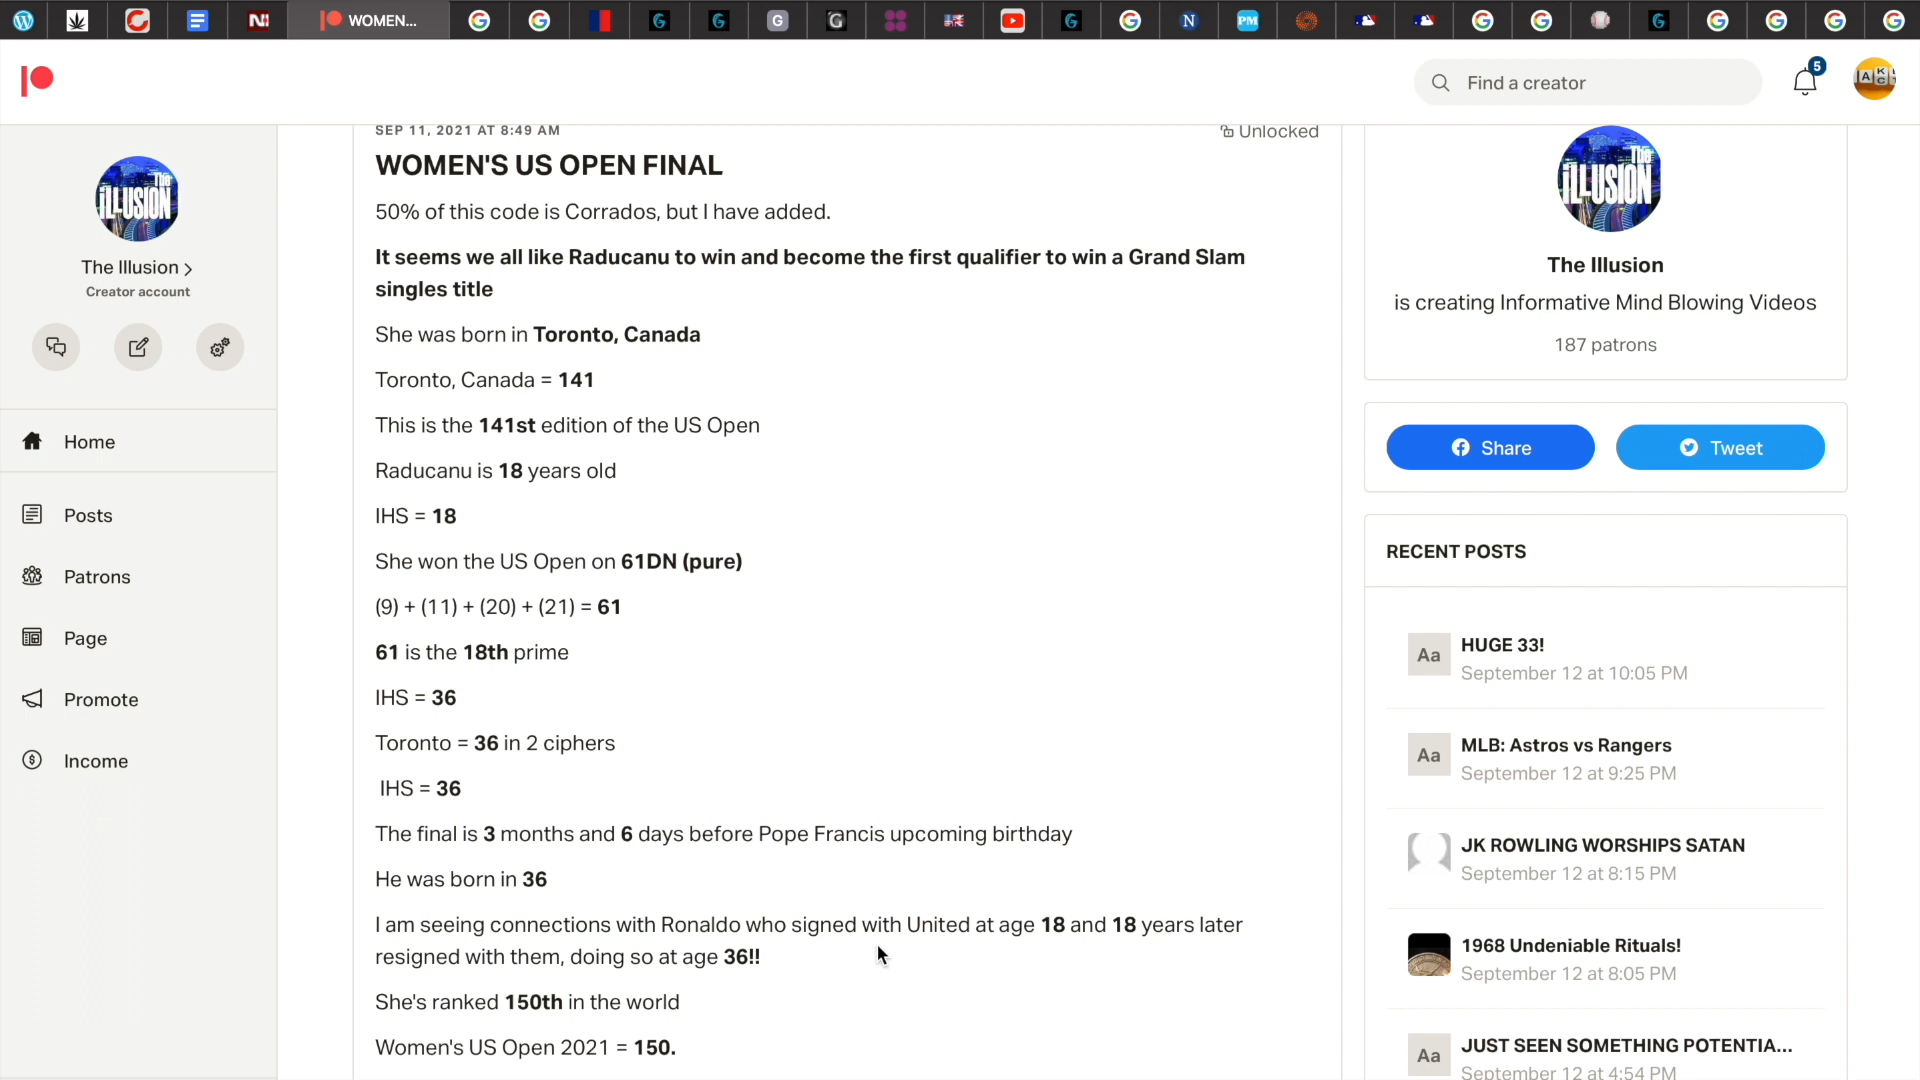 WOMEN...
Find a creator
5
The Illusion
Creator account
Home
Posts
Patrons
Page
Promote
Income
SEP 11, 2021 AT 8:49 AM
Unlocked
WOMEN'S US OPEN FINAL
50% of this code is Corrados, but I have added.
It seems we all like Raducanu to win and become the first qualifier to win a Grand Slam
singles title
She was born in Toronto, Canada
Toronto, Canada = 141
This is the 141st edition of the US Open
Raducanu is 18 years old
IHS = 18
She won the US Open on 61DN (pure)
(9) + (11) + (20) + (21) = 61
61 is the 18th prime
IHS = 36
Toronto = 36 in 2 ciphers
IHS = 36
The final is 3 months and 6 days before Pope Francis upcoming birthday
He was born in 36
I am seeing connections with Ronaldo who signed with United at age 18 and 18 years later
resigned with them, doing so at age 36!!
She's ranked 150th in the world
Women's US Open 2021 = 150.
The ILLUSION
The Illusion
is creating Informative Mind Blowing Videos
187 patrons
Share
Tweet
RECENT POSTS
Aa
HUGE 33!
September 12 at 10:05 PM
Aa
MLB: Astros vs Rangers
September 12 at 9:25 PM
JK ROWLING WORSHIPS SATAN
September 12 at 8:15 PM
1968 Undeniable Rituals!
September 12 at 8:05 PM
Aa
JUST SEEN SOMETHING POTENTIA...
September 12 at 4:54 PM